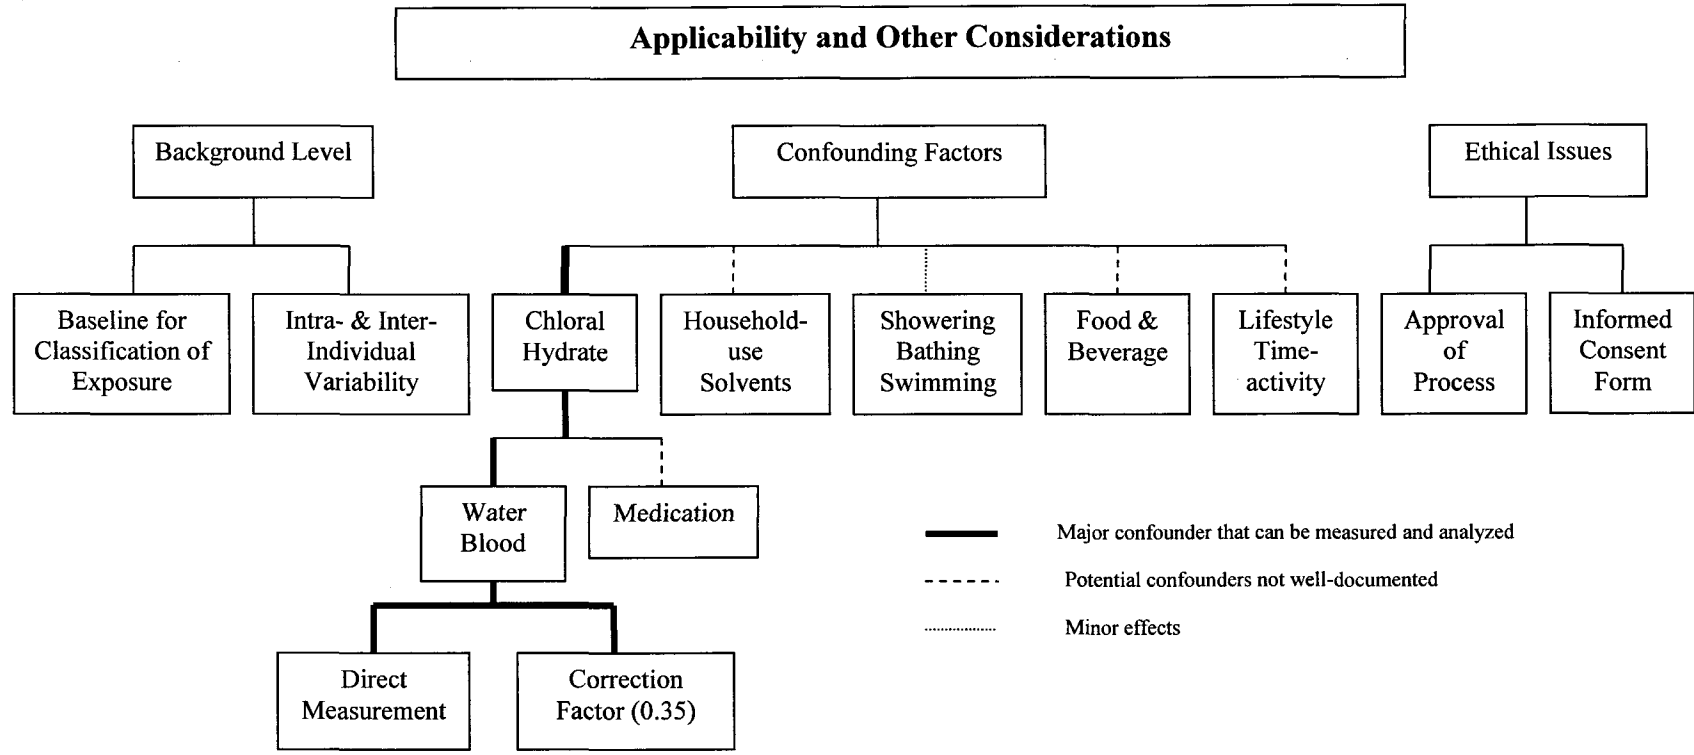 Applicability and Other Considerations
Background Level
Confounding Factors
Ethical Issues
Baseline for
Classification of
Exposure
Intra- & Inter-
Individual
Variability
Chloral
Hydrate
Household-
use
Solvents
Showering
Bathing
Swimming
Food &
Beverage
Lifestyle
Time-
activity
Approval
of
Process
Informed
Consent
Form
Water
Blood
Medication
Major confounder that can be measured and analyzed
Potential confounders not well-documented
Minor effects
Direct
Measurement
Correction
Factor (0.35)